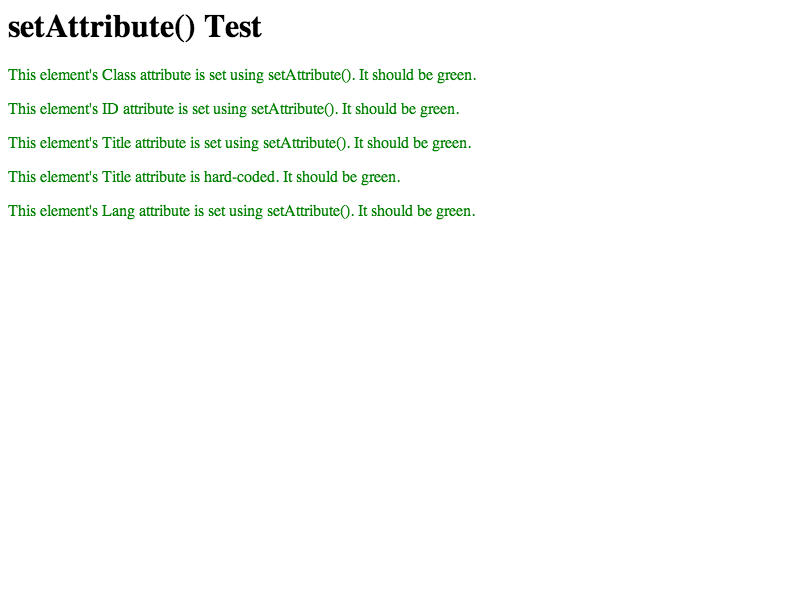 setAttribute() Test
This element's Class attribute is set using setAttribute(). It should be green.
This element's ID attribute is set using setAttribute(). It should be green.
This element's Title attribute is set using setAttribute(). It should be green.
This element's Title attribute is hard-coded. It should be green.
This element's Lang attribute is set using setAttribute(). It should be green.